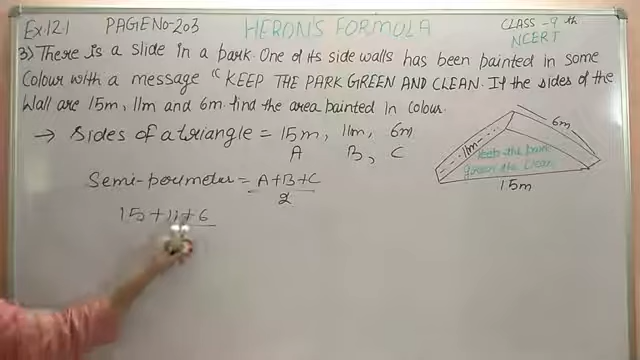 Ex.12.1 PAGE No-203 HERON'S FORMULA CLASS-9th
NCERT
3) There is a slide in a park. One of its side walls has been painted in some
Colour with a message "KEEP THE PARK GREEN AND CLEAN. If the sides of the
Wall are 15m, 11m and 6m find the area painted in colour.
→ Sides of a triangle = 15m, 11m, 6m
A B, C
Semi-perimeter = A+B+C
2
15+11+6
11m
6m
Keep the park
green the clean
15m